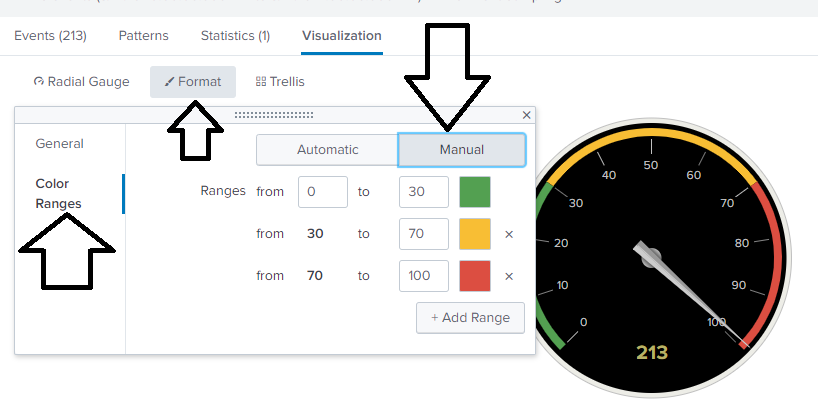 Events (213) Patterns Statistics (1) Visualization
Radial Gauge Format Trellis
General
Color
Ranges
Automatic Manual
Ranges from 0 to 30
from 30 to 70
from 70 to 100
+ Add Range
0
10
20
30
40
50
60
70
80
90
100
213